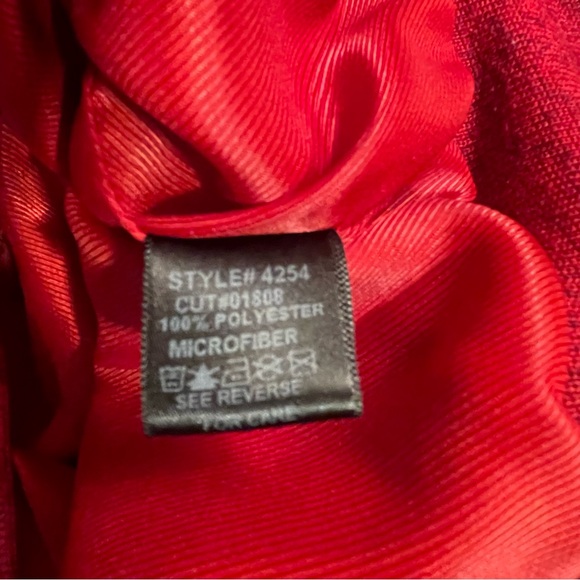 STYLE# 4254
CUT#01808
100% POLYESTER
MICROFIBER
SEE REVERSE
FOR CARE